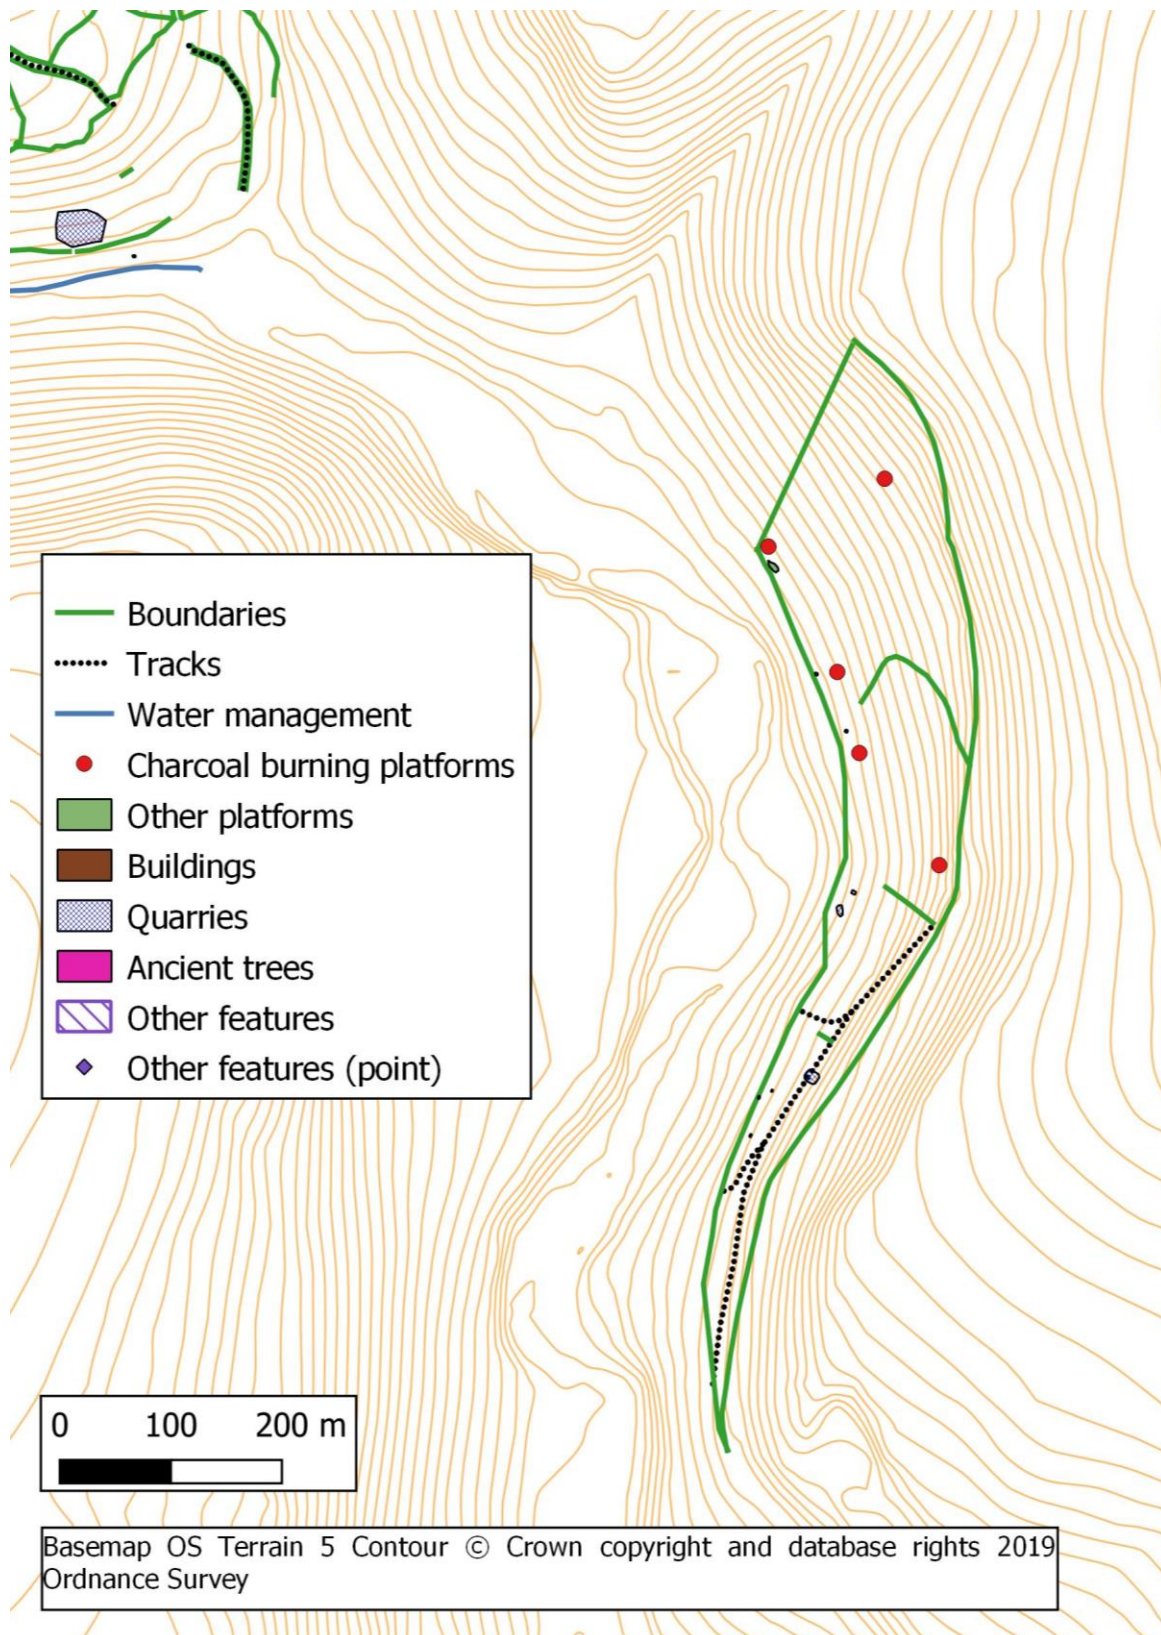 Boundaries
Tracks
Water management
Charcoal burning platforms
Other platforms
Buildings
Quarries
Ancient trees
Other features
Other features (point)
0 100 200 m
Basemap OS Terrain 5 Contour © Crown copyright and database rights 2019
Ordnance Survey